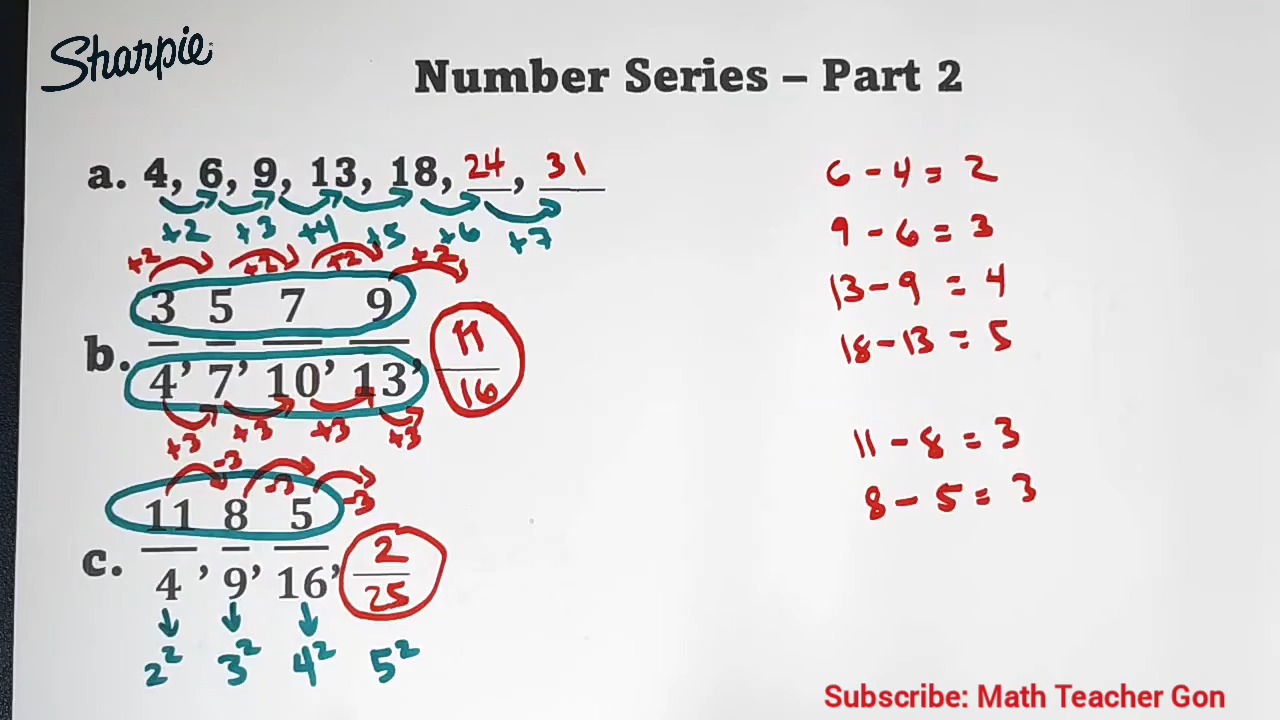 Sharpie
Number Series – Part 2
a. 4, 6, 9, 13, 18, 24, 31
+2 +3 +4 +5 +6 +7
+2 +2 +2 +2
3 5 7 9 11
b. 4, 7, 10, 13, 16
+3 +3 +3 +3
-3 -3 -3
11 8 5 2
c. 4, 9, 16, 25
2² 3² 4² 5²
6 - 4 = 2
9 - 6 = 3
13 - 9 = 4
18 - 13 = 5
11 - 8 = 3
8 - 5 = 3
Subscribe: Math Teacher Gon